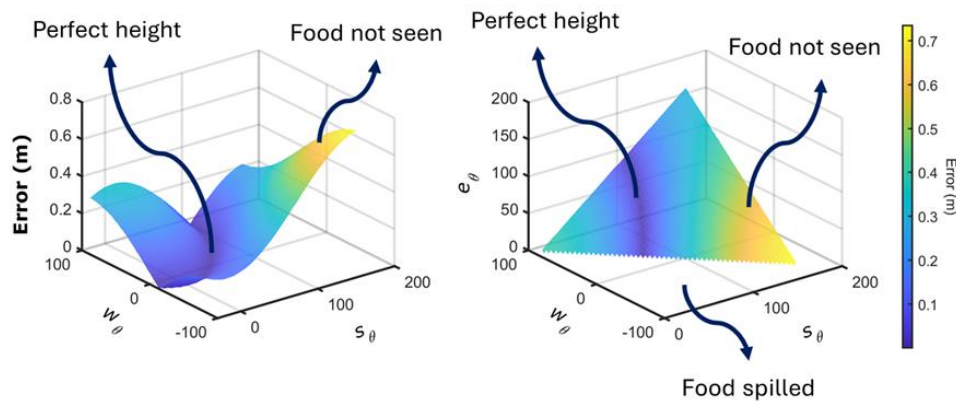 Perfect height
Food not seen
Error (m)
0.8
0.6
0.4
0.2
0
100
0
-100
w θ
0
100
200
s θ
Perfect height
Food not seen
e θ
200
150
100
50
0
100
0
-100
w θ
0
100
200
s θ
Food spilled
0.7
0.6
0.5
0.4
0.3
0.2
0.1
Error (m)